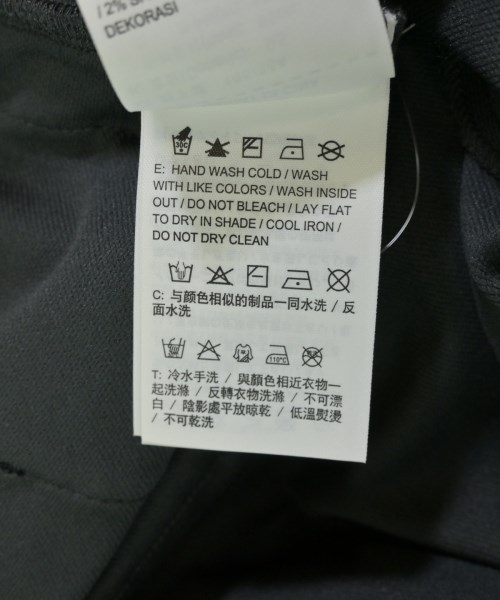 / 2% S
DEKORASI
30C
E: HAND WASH COLD / WASH
WITH LIKE COLORS / WASH INSIDE
OUT / DO NOT BLEACH / LAY FLAT
TO DRY IN SHADE / COOL IRON /
DO NOT DRY CLEAN
C: 与颜色相似的制品一同水洗 / 反
面水洗
110°C
T: 冷水手洗 / 與顏色相近衣物一
起洗滌 / 反轉衣物洗滌 / 不可漂
白 / 陰影處平放晾乾 / 低溫熨燙
/ 不可乾洗